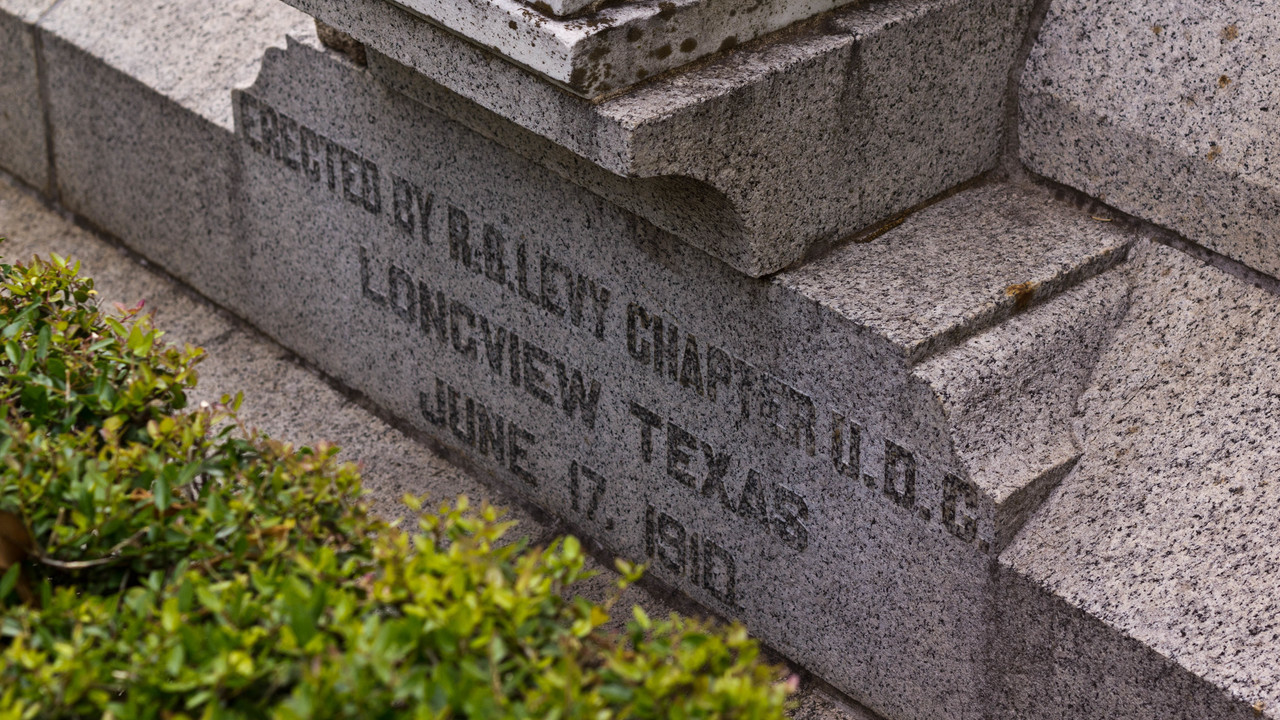 ERECTED BY R.B.LEVY CHAPTER U.D.C.
LONGVIEW TEXAS
JUNE 17, 1910